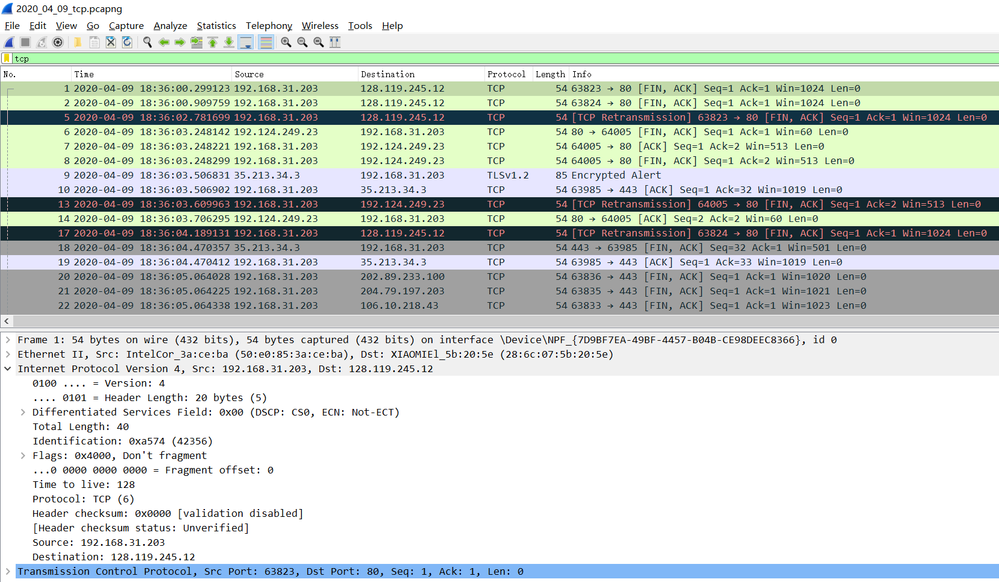 2020_04_09_tcp.pcapng
File Edit View Go Capture Analyze Statistics Telephony Wireless Tools Help
tcp
No. Time Source Destination Protocol Length Info
1 2020-04-09 18:36:00.299123 192.168.31.203 128.119.245.12 TCP 54 63823 → 80 [FIN, ACK] Seq=1 Ack=1 Win=1024 Len=0
2 2020-04-09 18:36:00.909759 192.168.31.203 128.119.245.12 TCP 54 63824 → 80 [FIN, ACK] Seq=1 Ack=1 Win=1024 Len=0
5 2020-04-09 18:36:02.781699 192.168.31.203 128.119.245.12 TCP 54 [TCP Retransmission] 63823 → 80 [FIN, ACK] Seq=1 Ack=1 Win=1024 Len=0
6 2020-04-09 18:36:03.248142 192.124.249.23 192.168.31.203 TCP 54 80 → 64005 [FIN, ACK] Seq=1 Ack=1 Win=60 Len=0
7 2020-04-09 18:36:03.248221 192.168.31.203 192.124.249.23 TCP 54 64005 → 80 [ACK] Seq=1 Ack=2 Win=513 Len=0
8 2020-04-09 18:36:03.248299 192.168.31.203 192.124.249.23 TCP 54 64005 → 80 [FIN, ACK] Seq=1 Ack=2 Win=513 Len=0
9 2020-04-09 18:36:03.506831 35.213.34.3 192.168.31.203 TLSv1.2 85 Encrypted Alert
10 2020-04-09 18:36:03.506902 192.168.31.203 35.213.34.3 TCP 54 63985 → 443 [ACK] Seq=1 Ack=32 Win=1019 Len=0
13 2020-04-09 18:36:03.609963 192.168.31.203 192.124.249.23 TCP 54 [TCP Retransmission] 64005 → 80 [FIN, ACK] Seq=1 Ack=2 Win=513 Len=0
14 2020-04-09 18:36:03.706295 192.124.249.23 192.168.31.203 TCP 54 80 → 64005 [ACK] Seq=2 Ack=2 Win=60 Len=0
17 2020-04-09 18:36:04.189131 192.168.31.203 128.119.245.12 TCP 54 [TCP Retransmission] 63824 → 80 [FIN, ACK] Seq=1 Ack=1 Win=1024 Len=0
18 2020-04-09 18:36:04.470357 35.213.34.3 192.168.31.203 TCP 54 443 → 63985 [FIN, ACK] Seq=32 Ack=1 Win=501 Len=0
19 2020-04-09 18:36:04.470412 192.168.31.203 35.213.34.3 TCP 54 63985 → 443 [ACK] Seq=1 Ack=33 Win=1019 Len=0
20 2020-04-09 18:36:05.064028 192.168.31.203 202.89.233.100 TCP 54 63836 → 443 [FIN, ACK] Seq=1 Ack=1 Win=1020 Len=0
21 2020-04-09 18:36:05.064225 192.168.31.203 204.79.197.203 TCP 54 63835 → 443 [FIN, ACK] Seq=1 Ack=1 Win=1021 Len=0
22 2020-04-09 18:36:05.064338 192.168.31.203 106.10.218.43 TCP 54 63833 → 443 [FIN, ACK] Seq=1 Ack=1 Win=1023 Len=0
Frame 1: 54 bytes on wire (432 bits), 54 bytes captured (432 bits) on interface \Device\NPF_{7D9BF7EA-49BF-4457-B04B-CE98DEEC8366}, id 0
Ethernet II, Src: IntelCor_3a:ce:ba (50:e0:85:3a:ce:ba), Dst: XIAOMIEl_5b:20:5e (28:6c:07:5b:20:5e)
Internet Protocol Version 4, Src: 192.168.31.203, Dst: 128.119.245.12
0100 .... = Version: 4
.... 0101 = Header Length: 20 bytes (5)
Differentiated Services Field: 0x00 (DSCP: CS0, ECN: Not-ECT)
Total Length: 40
Identification: 0xa574 (42356)
Flags: 0x4000, Don't fragment
...0 0000 0000 0000 = Fragment offset: 0
Time to live: 128
Protocol: TCP (6)
Header checksum: 0x0000 [validation disabled]
[Header checksum status: Unverified]
Source: 192.168.31.203
Destination: 128.119.245.12
Transmission Control Protocol, Src Port: 63823, Dst Port: 80, Seq: 1, Ack: 1, Len: 0